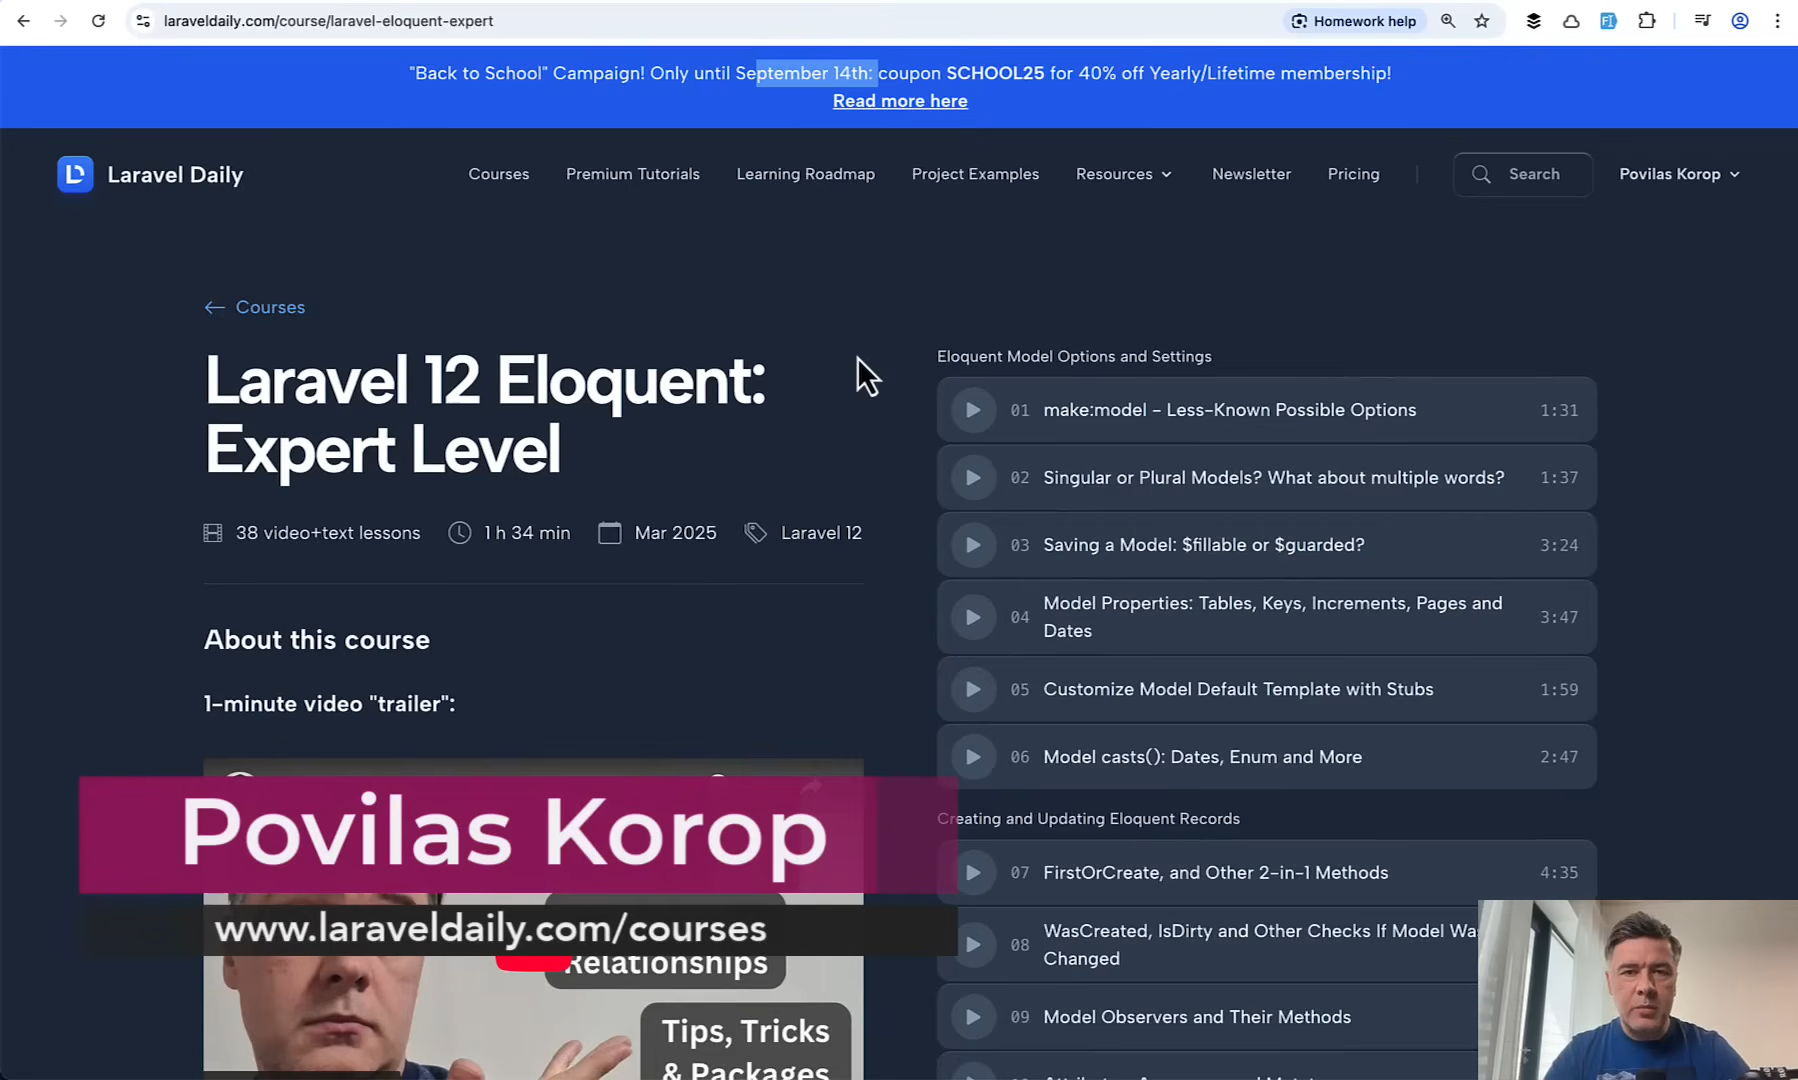 laraveldaily.com/course/laravel-eloquent-expert
Homework help
"Back to School" Campaign! Only until September 14th: coupon SCHOOL25 for 40% off Yearly/Lifetime membership!
Read more here
Laravel Daily
Courses
Premium Tutorials
Learning Roadmap
Project Examples
Resources
Newsletter
Pricing
Search
Povilas Korop
Courses
Laravel 12 Eloquent:
Expert Level
38 video+text lessons
1 h 34 min
Mar 2025
Laravel 12
About this course
1-minute video "trailer":
Povilas Korop
www.laraveldaily.com/courses
Relationships
Tips, Tricks
& Packages
Eloquent Model Options and Settings
01 make:model - Less-Known Possible Options 1:31
02 Singular or Plural Models? What about multiple words? 1:37
03 Saving a Model: $fillable or $guarded? 3:24
04 Model Properties: Tables, Keys, Increments, Pages and
Dates
3:47
05 Customize Model Default Template with Stubs 1:59
06 Model casts(): Dates, Enum and More 2:47
Creating and Updating Eloquent Records
07 FirstOrCreate, and Other 2-in-1 Methods 4:35
08 WasCreated, IsDirty and Other Checks If Model Was
Changed
09 Model Observers and Their Methods